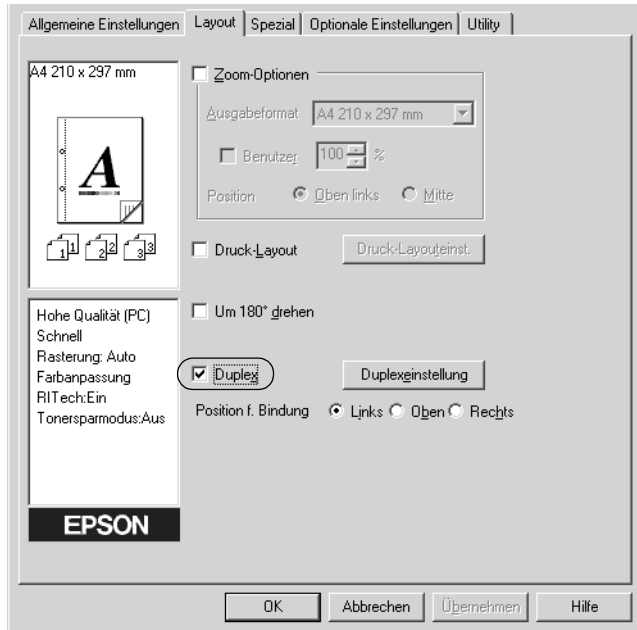 Allgemeine Einstellungen Layout Spezial Optionale Einstellungen Utility
A4 210 x 297 mm
A
1 1 2 2 3 3
Zoom-Optionen
Ausgabeformat A4 210 x 297 mm
Benutzer 100 %
Position Oben links Mitte
Druck-Layout Druck-Layouteinst.
Um 180° drehen
Duplex Duplexeinstellung
Position f. Bindung Links Oben Rechts
Hohe Qualität (PC)
Schnell
Rasterung: Auto
Farbanpassung
RITech:Ein
Tonersparmodus:Aus
EPSON
OK Abbrechen Übernehmen Hilfe